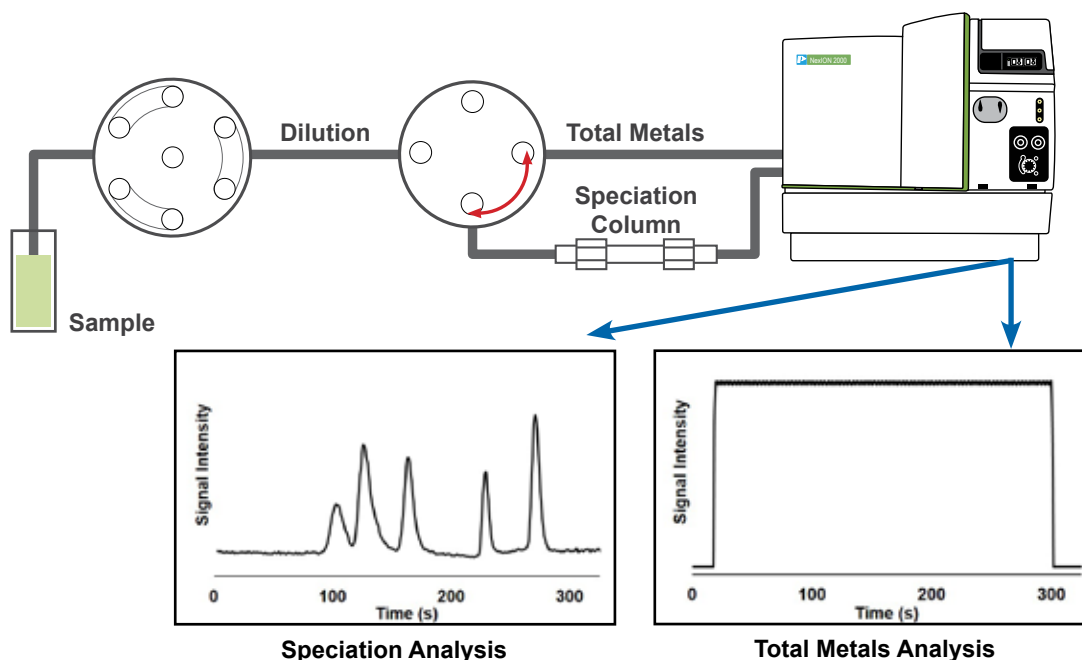 NexION 2000
Dilution
Total Metals
Speciation
Column
Sample
Signal Intensity
0 100 200 300
Time (s)
Speciation Analysis
Signal Intensity
0 100 200 300
Time (s)
Total Metals Analysis